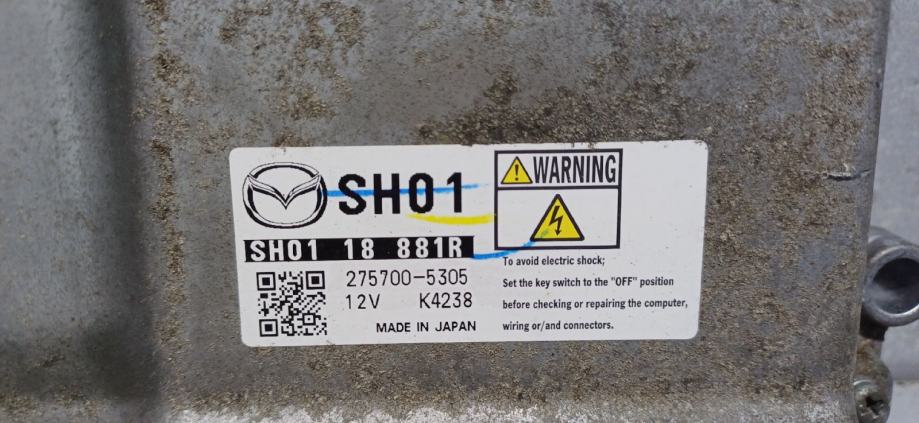 SH01
SH01 18 881R
275700-5305
12V K4238
MADE IN JAPAN
WARNING
To avoid electric shock;
Set the key switch to the "OFF" position
before checking or repairing the computer,
wiring or/and connectors.